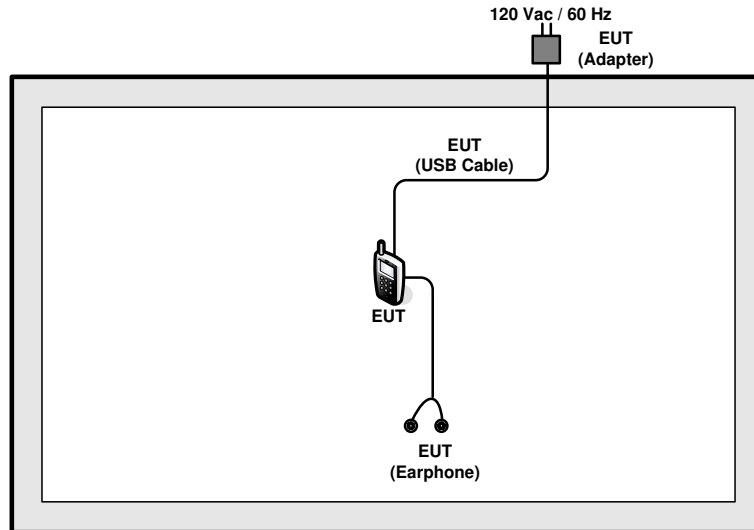 120 Vac / 60 Hz
EUT
(Adapter)
EUT
(USB Cable)
EUT
EUT
(Earphone)